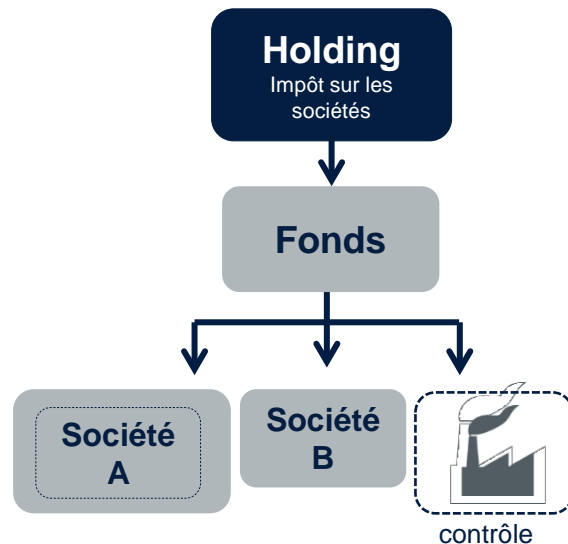 Holding
Impôt sur les
sociétés
Fonds
Société
A
Société
B
contrôle